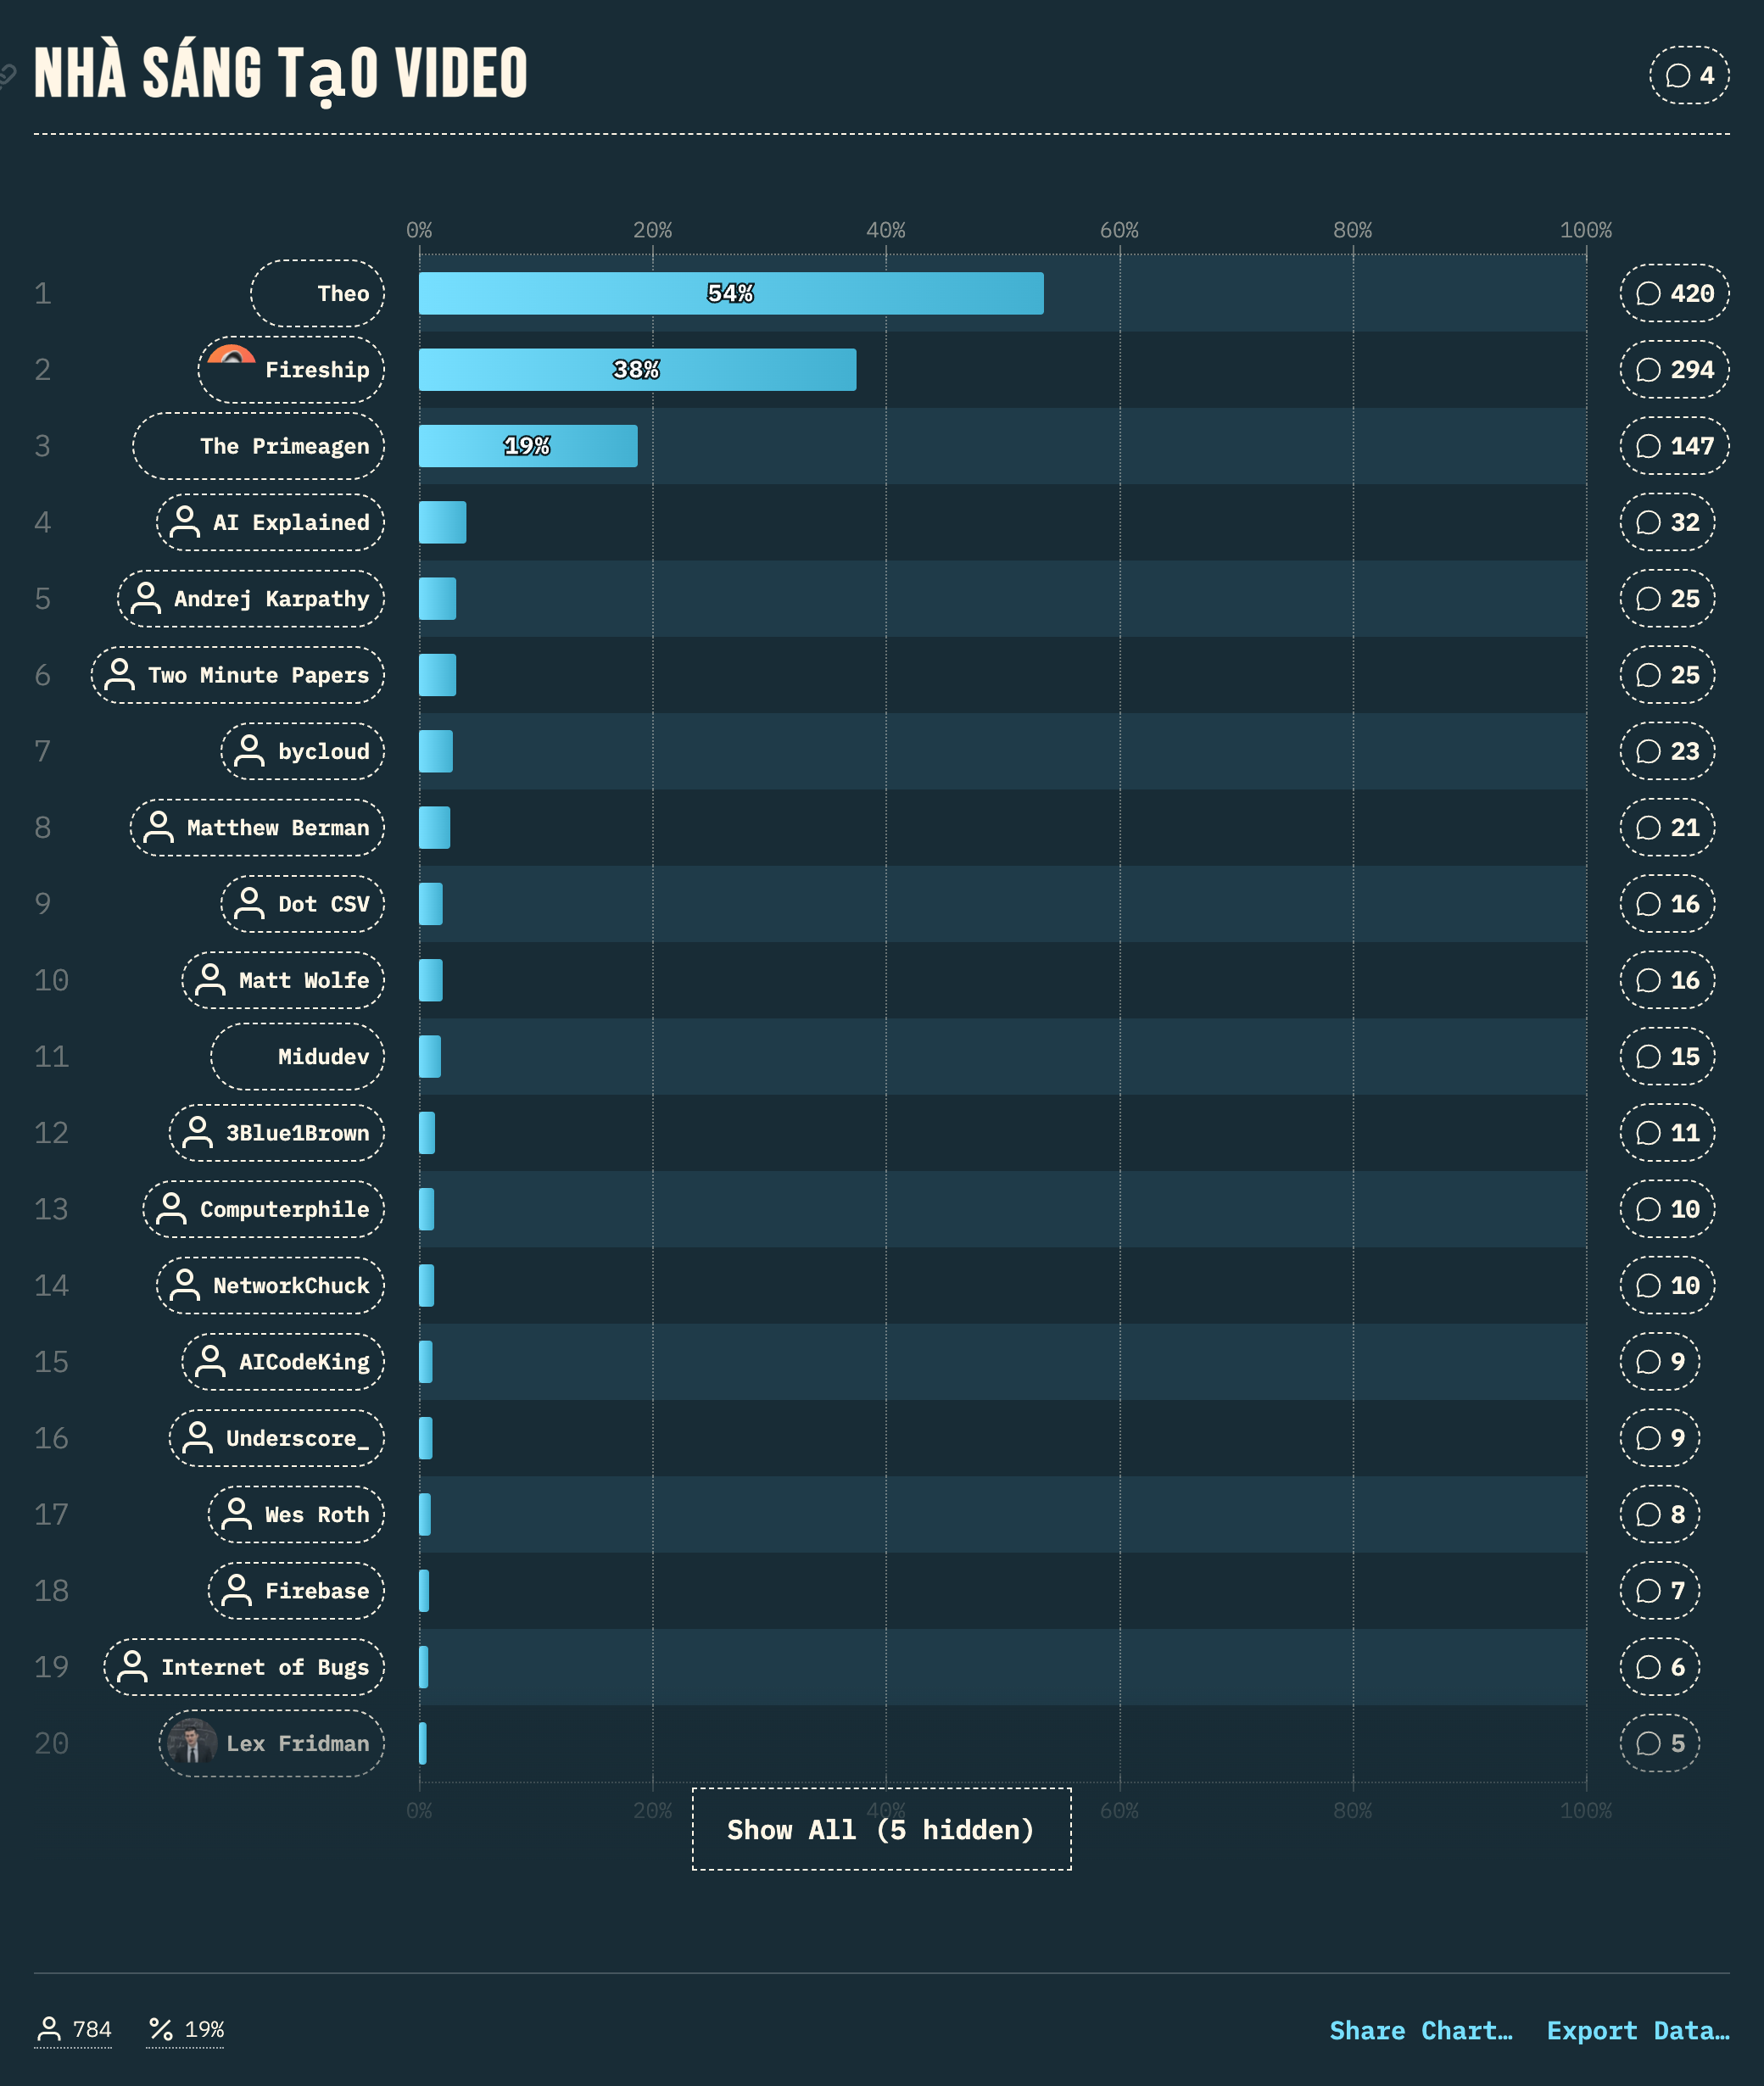 NHÀ SÁNG TẠO VIDEO
4
0% 20% 40% 60% 80% 100%
1 Theo 54% 420
2 Fireship 38% 294
3 The Primeagen 19% 147
4 AI Explained 32
5 Andrej Karpathy 25
6 Two Minute Papers 25
7 bycloud 23
8 Matthew Berman 21
9 Dot CSV 16
10 Matt Wolfe 16
11 Midudev 15
12 3Blue1Brown 11
13 Computerphile 10
14 NetworkChuck 10
15 AICodeKing 9
16 Underscore_ 9
17 Wes Roth 8
18 Firebase 7
19 Internet of Bugs 6
20 Lex Fridman 5
0% 20% 40% 60% 80% 100%
Show All (5 hidden)
784 19% Share Chart… Export Data…